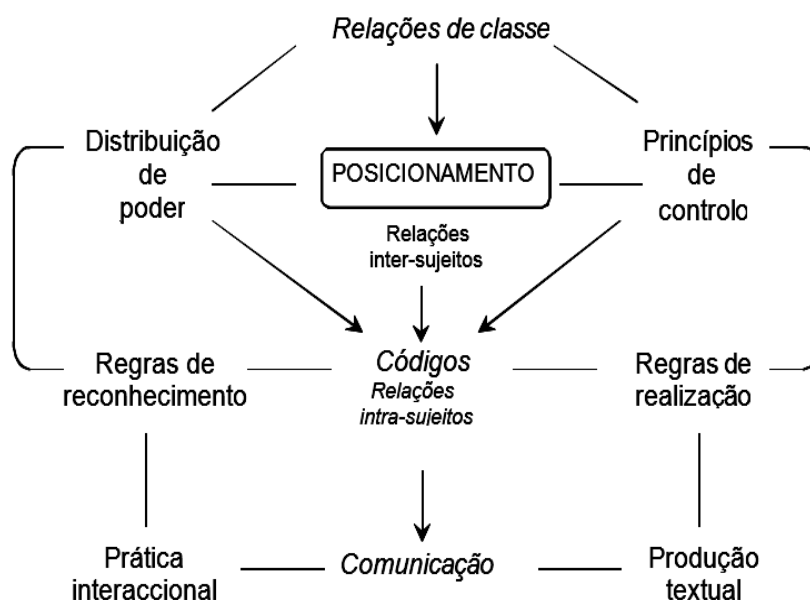 Relações de classe
Distribuição
de
poder
POSICIONAMENTO
Princípios
de
controlo
Relações
inter-sujeitos
Regras de
reconhecimento
Códigos
Relações
intra-sujeitos
Regras de
realização
Prática
interaccional
Comunicação
Produção
textual